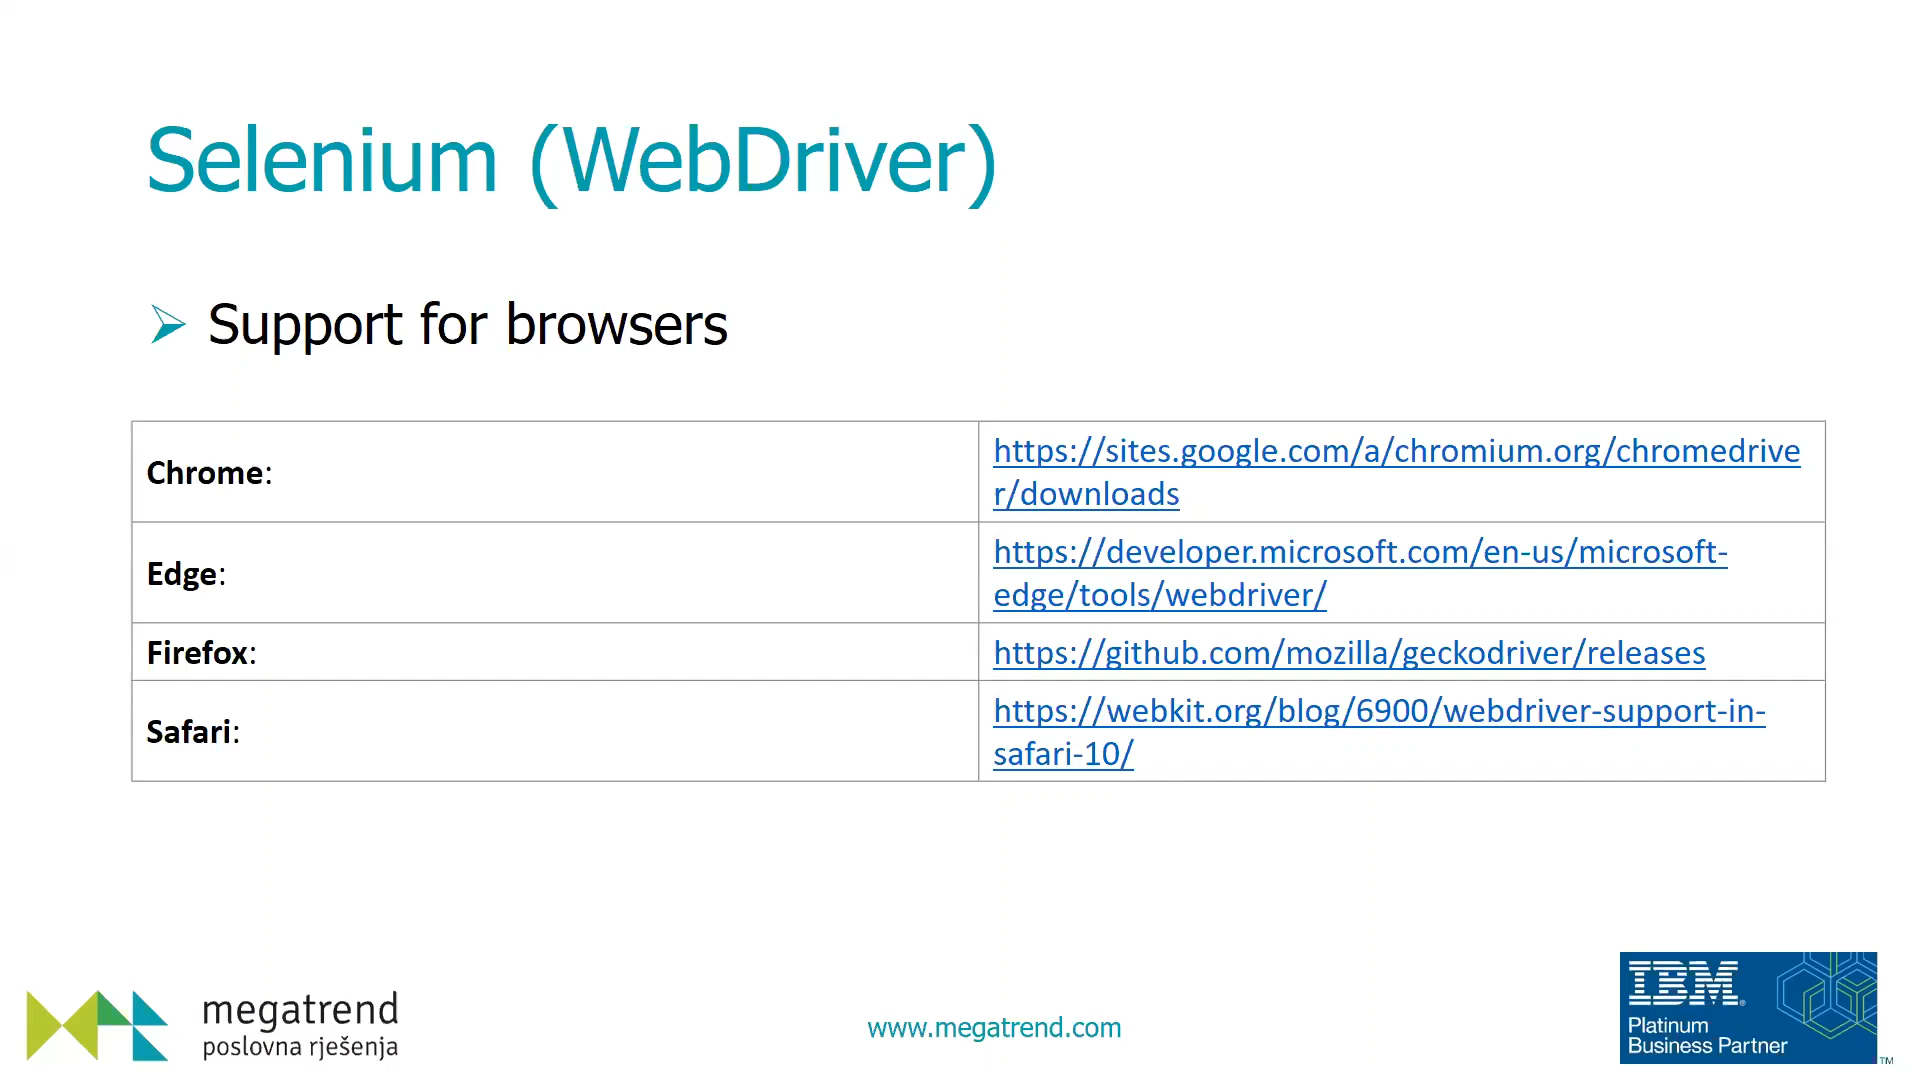 Selenium (WebDriver)
Support for browsers
Chrome:
https://sites.google.com/a/chromium.org/chromedrive
r/downloads
Edge:
https://developer.microsoft.com/en-us/microsoft-
edge/tools/webdriver/
Firefox:
https://github.com/mozilla/geckodriver/releases
Safari:
https://webkit.org/blog/6900/webdriver-support-in-
safari-10/
megatrend
poslovna rješenja
www.megatrend.com
IBM®
Platinum
Business Partner
™